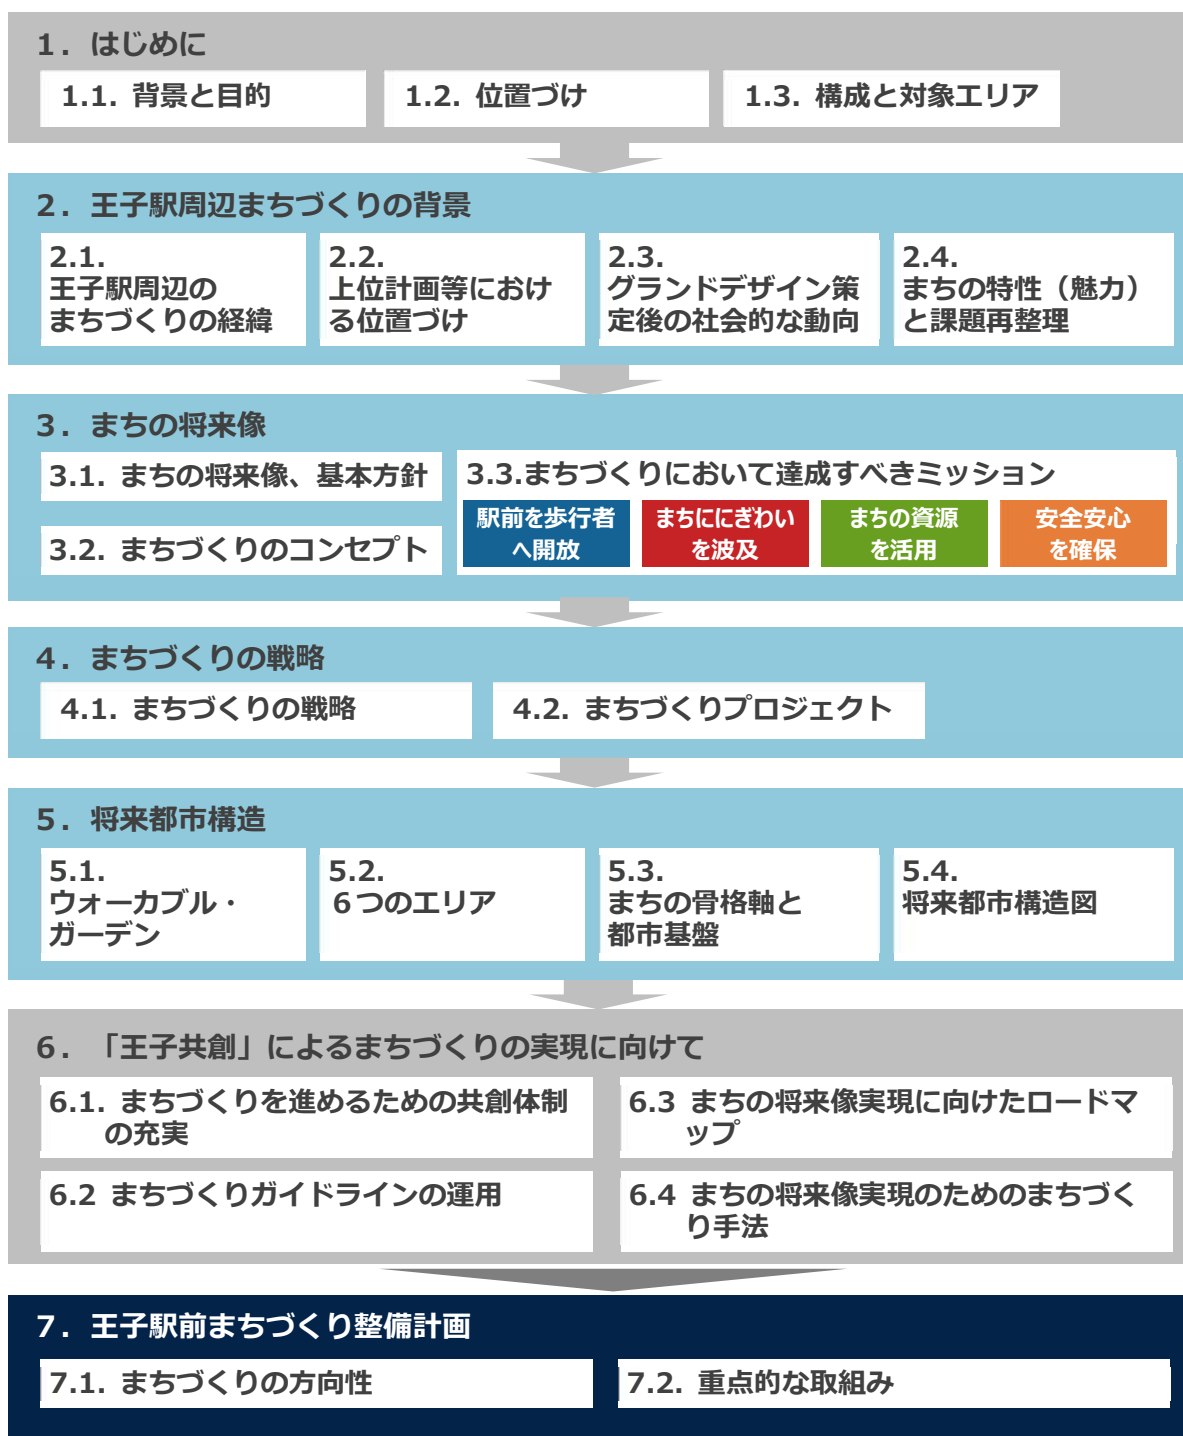 1．はじめに
1.1. 背景と目的
1.2. 位置づけ
1.3. 構成と対象エリア
2．王子駅周辺まちづくりの背景
2.1.
王子駅周辺の
まちづくりの経緯
2.2.
上位計画等におけ
る位置づけ
2.3.
グランドデザイン策
定後の社会的な動向
2.4.
まちの特性（魅力）
と課題再整理
3．まちの将来像
3.1. まちの将来像、基本方針
3.2. まちづくりのコンセプト
3.3.まちづくりにおいて達成すべきミッション
駅前を歩行者
へ開放
まちににぎわい
を波及
まちの資源
を活用
安全安心
を確保
4．まちづくりの戦略
4.1. まちづくりの戦略
4.2. まちづくりプロジェクト
5．将来都市構造
5.1.
ウォーカブル・
ガーデン
5.2.
６つのエリア
5.3.
まちの骨格軸と
都市基盤
5.4.
将来都市構造図
6．「王子共創」によるまちづくりの実現に向けて
6.1. まちづくりを進めるための共創体制
の充実
6.2 まちづくりガイドラインの運用
6.3 まちの将来像実現に向けたロードマ
ップ
6.4 まちの将来像実現のためのまちづく
り手法
7．王子駅前まちづくり整備計画
7.1. まちづくりの方向性
7.2. 重点的な取組み